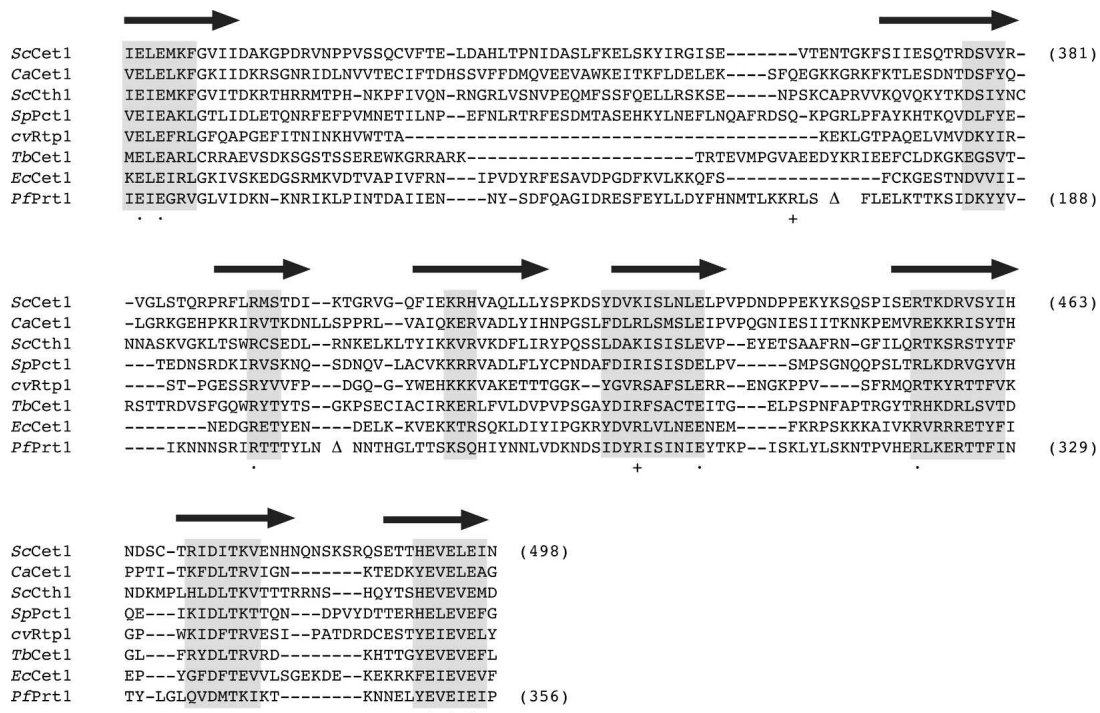 ScCet1 IELEMKFGVIIDAKGPDRVNPPVSSQCVFTE-LDAHLTPNIDASLFKELSKYIRGISE-------VTENTGKFSIIESQTRDSVYR- (381)
CaCet1 VELELKFGKIIDKRSGNRIDLNVVTECIFTDHSSVFFDMQVEEVAWKEITKFLDELEK----SFQEGKKGRKFKTLESDNTDSFYQ-
ScCth1 IEIEMKFGVITDKRTHRRMTPH-NKPFIVQN-RNGRLVSNVPEQMFSSFQELLRSKSE----NPSKCAPRVVKQVQKYTKDSIYNC
SpPct1 VEIEAKLGTLIDLETQNRFEFPVMNETILNP-EFNLRTRFESDMTASEHKYLNEFLNQAFRDSQ-KPGRLPFAYKHTKQVDLFYE-
cvRtp1 VELEFRLGFQAPGEFITNINKHVWTTA--------------------------------------KEKLGTPAQELVMVDKYIR-
TbCet1 MELEARLCRRAEVSDKSGSTSSEREWKGRRARK----------------------TRTEVMPGVAEEDYKRIEEFCLDKGKEGSVT-
EcCet1 KELEIRLGKIVSKEDGSRMKVDTVAPIVFRN---IPVDYRFESAVDPGDFKVLKKQFS---------------FCKGESTNDVVII-
PfPrt1 IEIEGRVGLVIDKN-KNRIKLPINTDAIIEN----NY-SDFQAGIDRESFEYLLDYFHNMTLKKRLS Δ FLELKTTKSIDKYYV- (188)
. . +
ScCet1 -VGLSTQRPRFLRMSTDI--KTGRVG-QFIEKRHVAQLLLYSPKDSYDVKISLNLELPVPDNDPPEKYKSQSPISERTKDRVSYIH (463)
CaCet1 -LGRKGEHPKRIRVTKDNLLSPPRL--VAIQKERVADLYIHNPGSLFDLRLSMSLEIPVPQGNIESIITKNKPEMVREKKRISYTH
ScCth1 NNASKVGKLTSWRCSEDL--RNKELKLTYIKKVRVKDFLIRYPQSSLDAKISISLEVP--EYETSAAFRN-GFILQRTKSRSTYTF
SpPct1 ---TEDNSRDKIRVSKNQ--SDNQV-LACVKKRRVADLFLYCPNDAFDIRISISDELPV---SMPSGNQQPSLTRLKDRVGYVH
cvRtp1 ----ST-PGESSRYVVFP---DGQ-G-YWEHKKKVAKETTTGGK--YGVRSAFSLERR--ENGKPPV---SFRMQRTKYRTTFVK
TbCet1 RSTTRDVSFGQWRYTYTS---GKPSECIACIRKERLFVLDVPVPSGAYDIRFSACTEITG---ELPSPNFAPTRGYTRHKDRLSVTD
EcCet1 --------NEDGRETYEN----DELK-KVEKKTRSQKLDIYIPGKRYDVRLVLNEENEM----FKRPSKKKAIVKRVRRRETYFI
PfPrt1 ----IKNNNSRIRTTTYLN Δ NNTHGLTTSKSQHIYNNLVDKNDSIDYRISINIEYTKP---ISKLYLSKNTPVHERLKERTTFIN (329)
. + . .
ScCet1 NDSC-TRIDITKVENHNQNSKSRQSETTHEVELEIN (498)
CaCet1 PPTI-TKFDLTRVIGN-------KTEDKYEVELEAG
ScCth1 NDKMPLHLDLTKVTTTRRNS---HQYTSHEVEVEMD
SpPct1 QE---IKIDLTKTTQN---DPVYDTTERHELEVEFG
cvRtp1 GP---WKIDFTRVESI--PATDRDCESTYEIEVELY
TbCet1 GL---FRYDLTRVRD--------KHTTGYEVEVEFL
EcCet1 EP---YGFDFTEVVLSGEKDE--KEKRKFEIEVEVF
PfPrt1 TY-LGLQVDMTKIKT--------KNNELYEVEIEIP (356)